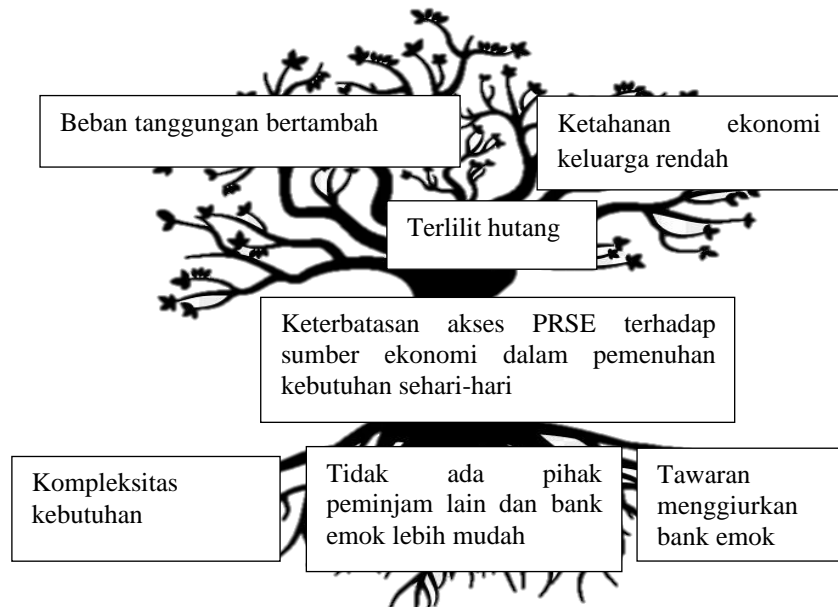 Beban tanggungan bertambah
Ketahanan ekonomi
keluarga rendah
Terlilit hutang
Keterbatasan akses PRSE terhadap
sumber ekonomi dalam pemenuhan
kebutuhan sehari-hari
Kompleksitas
kebutuhan
Tidak ada pihak
peminjam lain dan bank
emok lebih mudah
Tawaran
menggiurkan
bank emok